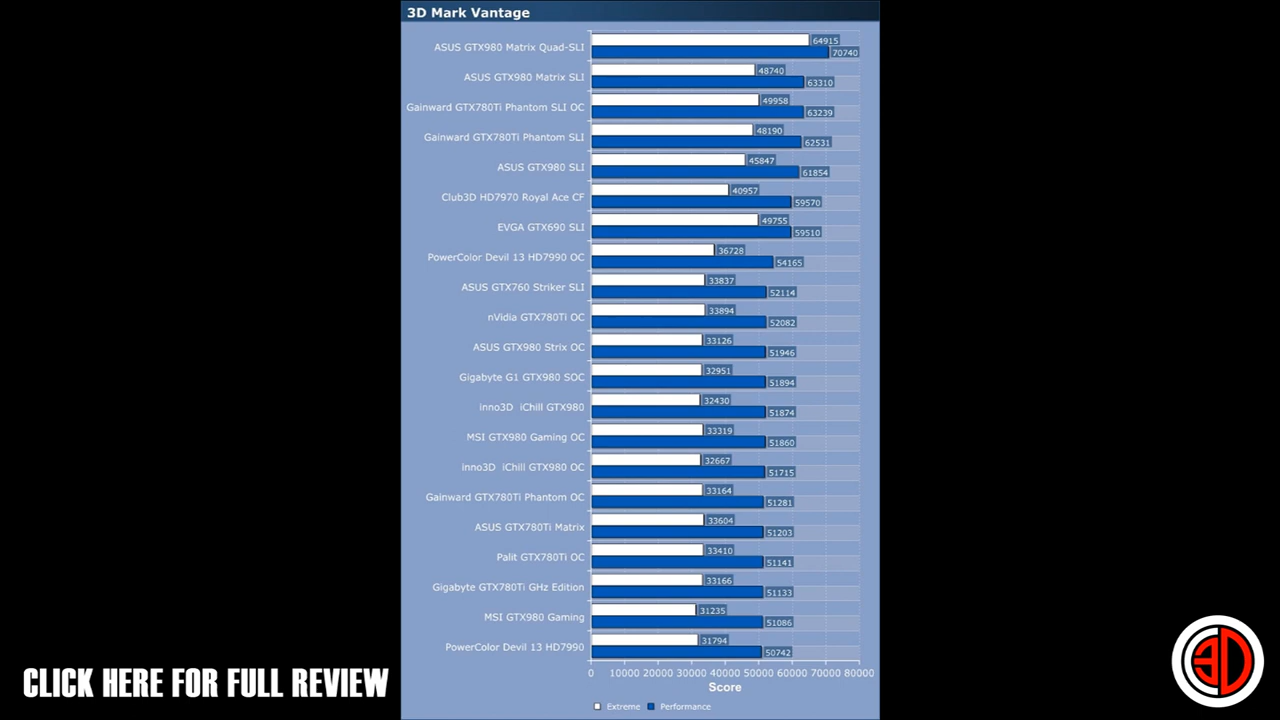 3D Mark Vantage
ASUS GTX980 Matrix Quad-SLI 64915 70740
ASUS GTX980 Matrix SLI 48740 63310
Gainward GTX780Ti Phantom SLI OC 49958 63239
Gainward GTX780Ti Phantom SLI 48190 62531
ASUS GTX980 SLI 45847 61854
Club3D HD7970 Royal Ace CF 40957 59570
EVGA GTX690 SLI 49755 59510
PowerColor Devil 13 HD7990 OC 36728 54165
ASUS GTX760 Striker SLI 33837 52114
nVidia GTX780Ti OC 33894 52082
ASUS GTX980 Strix OC 33126 51946
Gigabyte G1 GTX980 SOC 32951 51894
inno3D iChill GTX980 32430 51874
MSI GTX980 Gaming OC 33319 51860
inno3D iChill GTX980 OC 32667 51715
Gainward GTX780Ti Phantom OC 33164 51281
ASUS GTX780Ti Matrix 33604 51203
Palit GTX780Ti OC 33410 51141
Gigabyte GTX780Ti GHz Edition 33166 51133
MSI GTX980 Gaming 31235 51086
PowerColor Devil 13 HD7990 31794 50742
0 10000 20000 30000 40000 50000 60000 70000 80000
Score
Extreme Performance
CLICK HERE FOR FULL REVIEW
3D